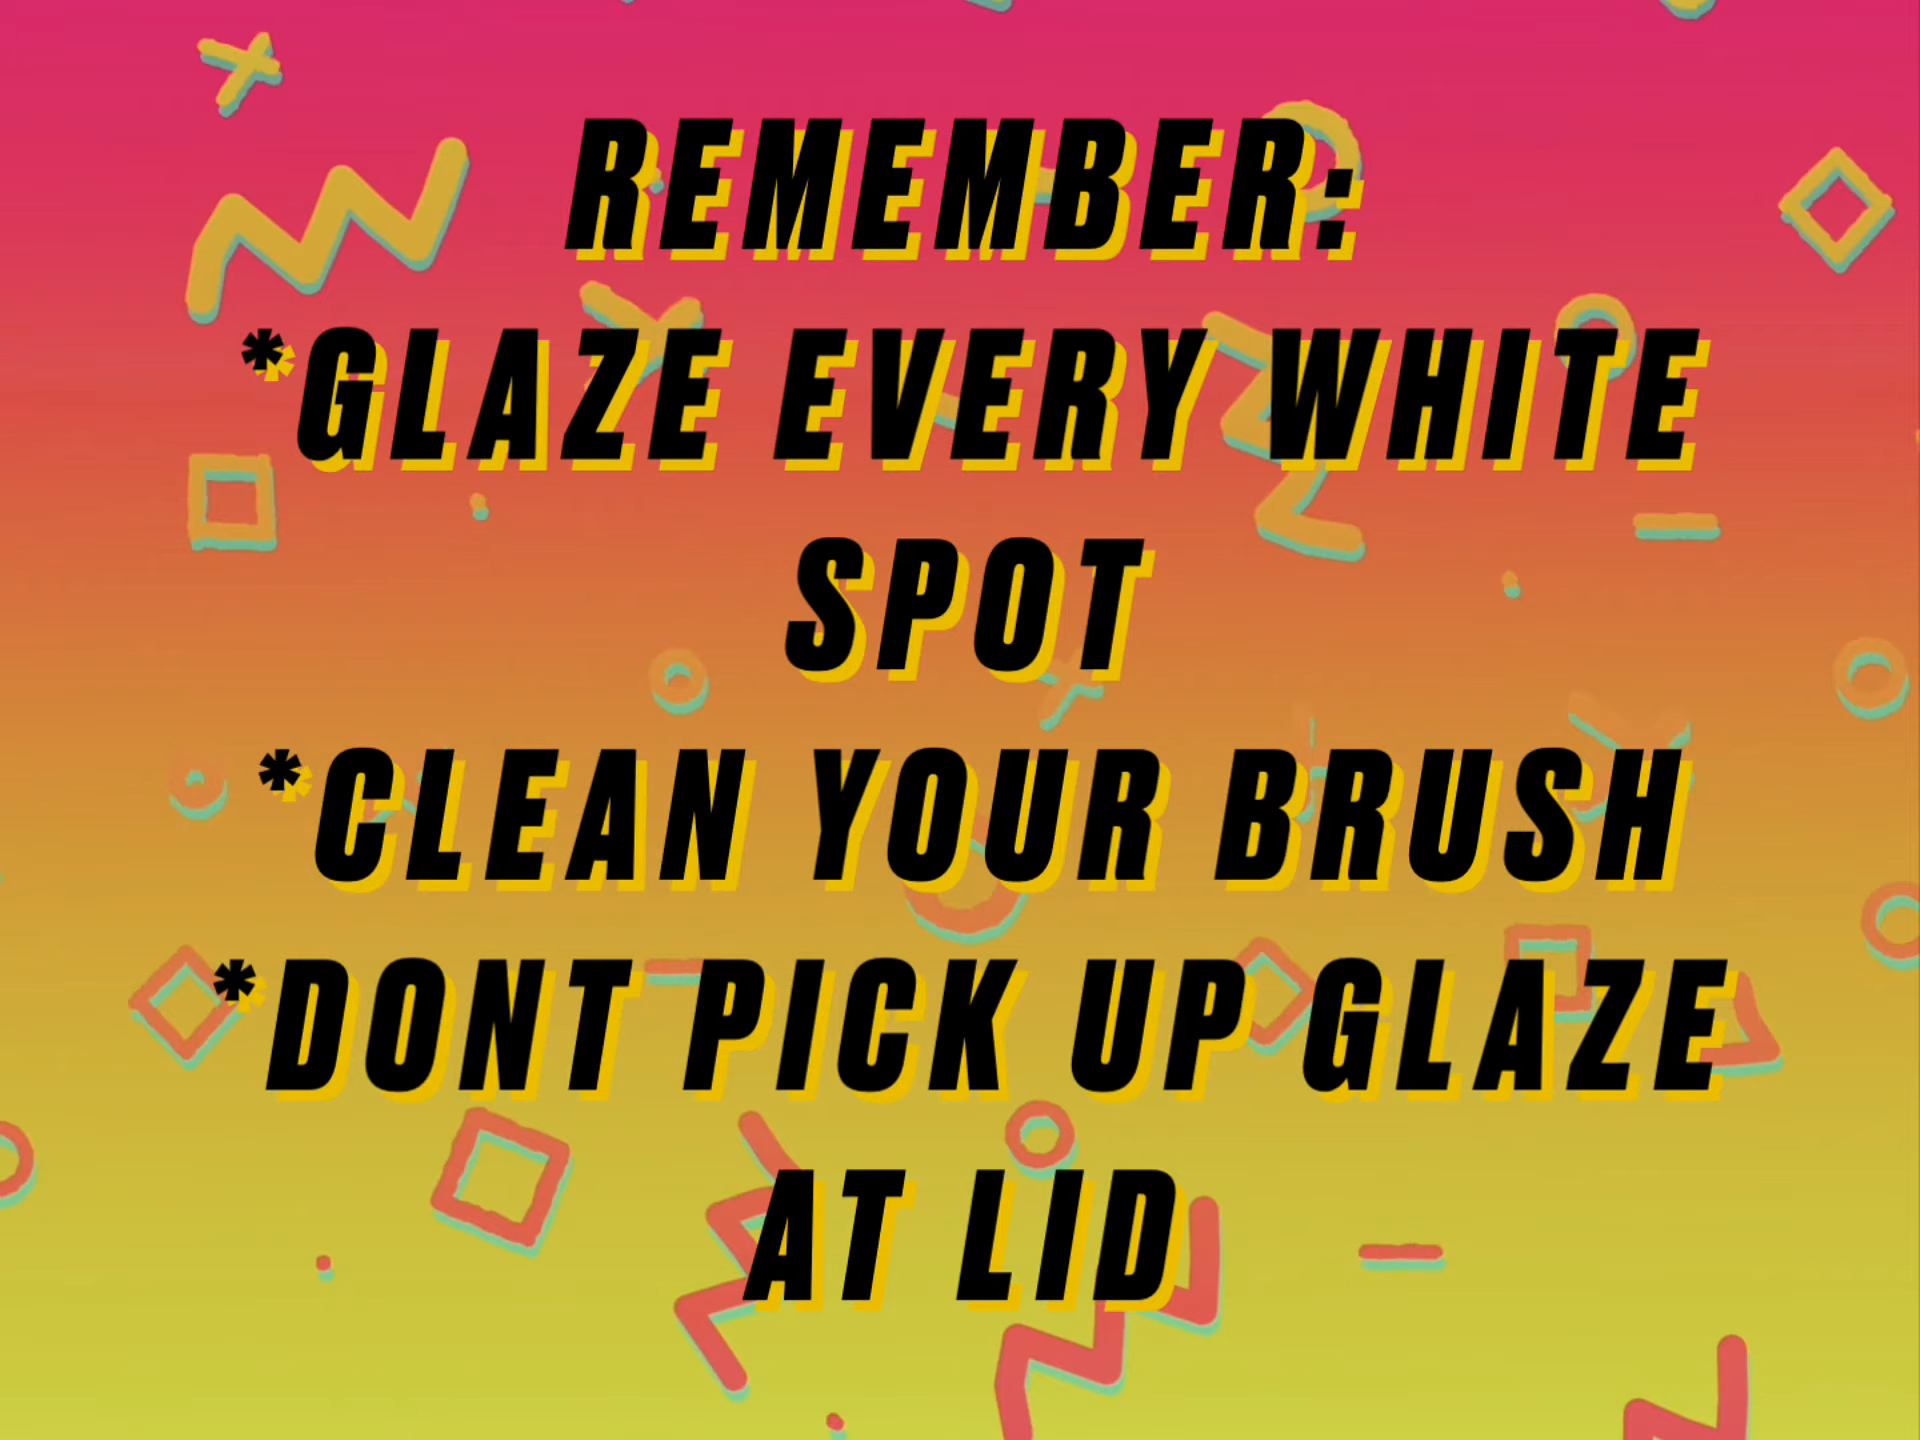 REMEMBER:
*GLAZE EVERY WHITE
SPOT
*CLEAN YOUR BRUSH
*DONT PICK UP GLAZE
AT LID